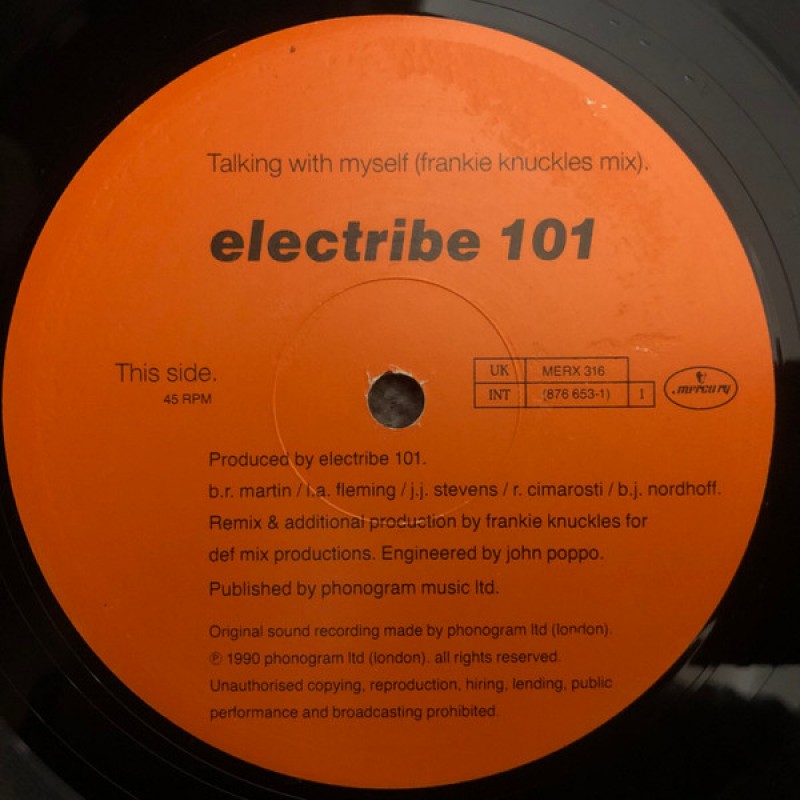 Talking with myself (frankie knuckles mix).
electribe 101
This side.
45 RPM
UK MERX 316
INT (876 653-1) 1
mercury
Produced by electribe 101.
b.r. martin / l.a. fleming / j.j. stevens / r. cimarosti / b.j. nordhoff.
Remix & additional production by frankie knuckles for
def mix productions. Engineered by john poppo.
Published by phonogram music ltd.
Original sound recording made by phonogram ltd (london).
℗ 1990 phonogram ltd (london). all rights reserved.
Unauthorised copying, reproduction, hiring, lending, public
performance and broadcasting prohibited.